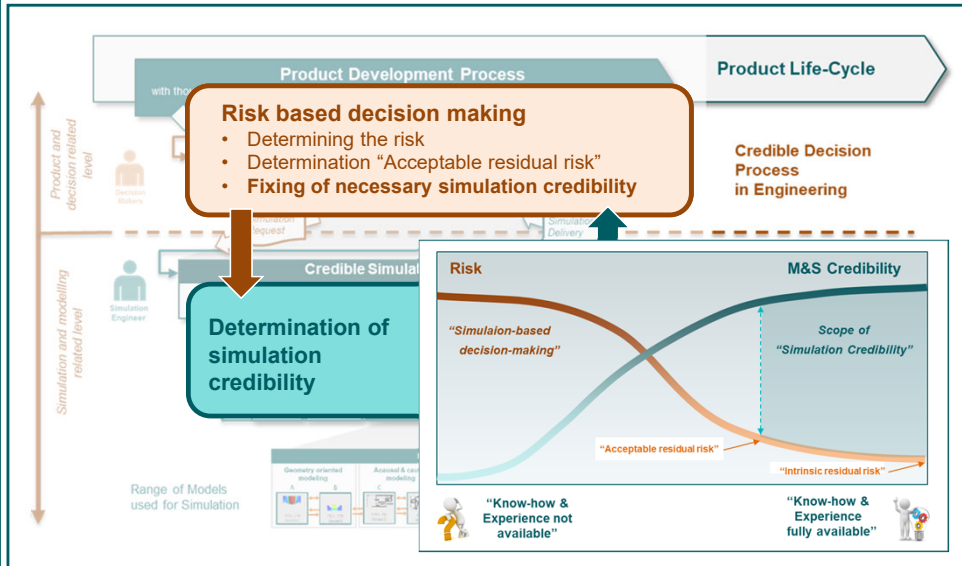 Product Development Process
with tho
Product Life-Cycle
Product and
decision related
level
Decision
Making
Risk based decision making
• Determining the risk
• Determination “Acceptable residual risk”
• Fixing of necessary simulation credibility
Credible Decision
Process
in Engineering
Simulation
Request
Simulation
Delivery
Simulation and modelling
related level
Simulation
Engineer
Credible Simulat
Determination of
simulation
credibility
Risk
M&S Credibility
“Simulaion-based
decision-making”
Scope of
“Simulation Credibility”
“Acceptable residual risk”
“Intrinsic residual risk”
“Know-how &
Experience not
available”
“Know-how &
Experience
fully available”
Range of Models
used for Simulation
Geometry oriented
modeling
A
B
C
modeling